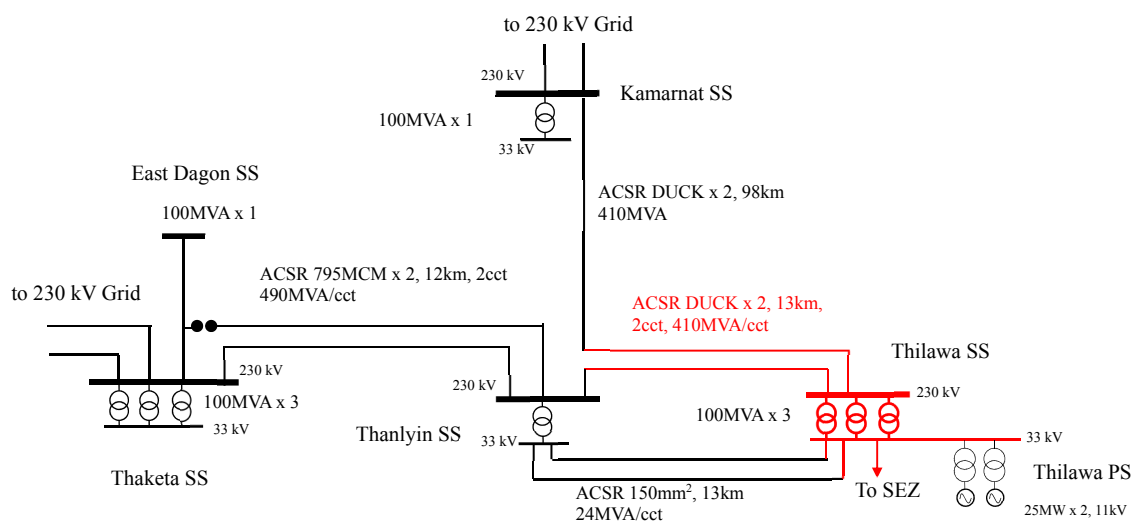 to 230 kV Grid
230 kV
Kamarnat SS
100MVA x 1
33 kV
East Dagon SS
100MVA x 1
ACSR DUCK x 2, 98km
410MVA
ACSR 795MCM x 2, 12km, 2cct
490MVA/cct
to 230 kV Grid
ACSR DUCK x 2, 13km,
2cct, 410MVA/cct
Thilawa SS
230 kV
230 kV
230 kV
100MVA x 3
100MVA x 3
33 kV
Thanlyin SS
33 kV
33 kV
Thaketa SS
Thilawa PS
To SEZ
ACSR 150mm², 13km
24MVA/cct
25MW x 2, 11kV